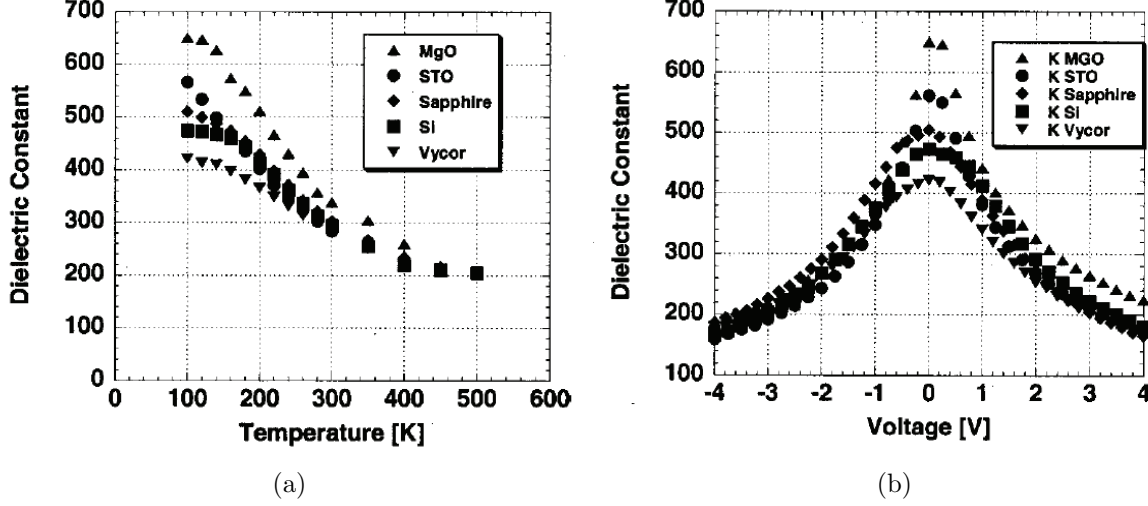 700
600
500
400
300
200
100
0
Dielectric Constant
MgO
STO
Sapphire
Si
Vycor
0 100 200 300 400 500 600
Temperature [K]
(a)
700
600
500
400
300
200
100
Dielectric Constant
K MGO
K STO
K Sapphire
K Si
K Vycor
-4 -3 -2 -1 0 1 2 3 4
Voltage [V]
(b)